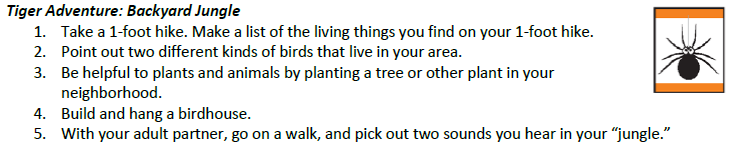 Tiger Adventure: Backyard Jungle
1. Take a 1-foot hike. Make a list of the living things you find on your 1-foot hike.
2. Point out two different kinds of birds that live in your area.
3. Be helpful to plants and animals by planting a tree or other plant in your
neighborhood.
4. Build and hang a birdhouse.
5. With your adult partner, go on a walk, and pick out two sounds you hear in your “jungle.”